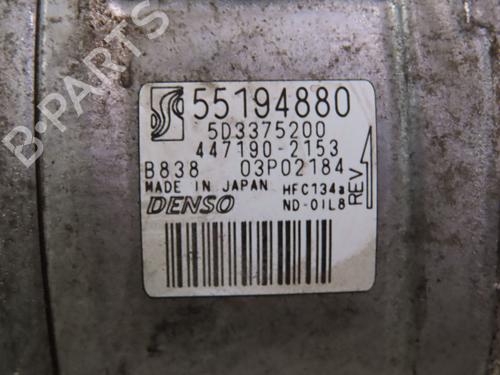 55194880
5D3375200
447190-2153
B838 03P02184
MADE IN JAPAN HFC134a
DENSO ND-OIL8
REV
B-PARTS